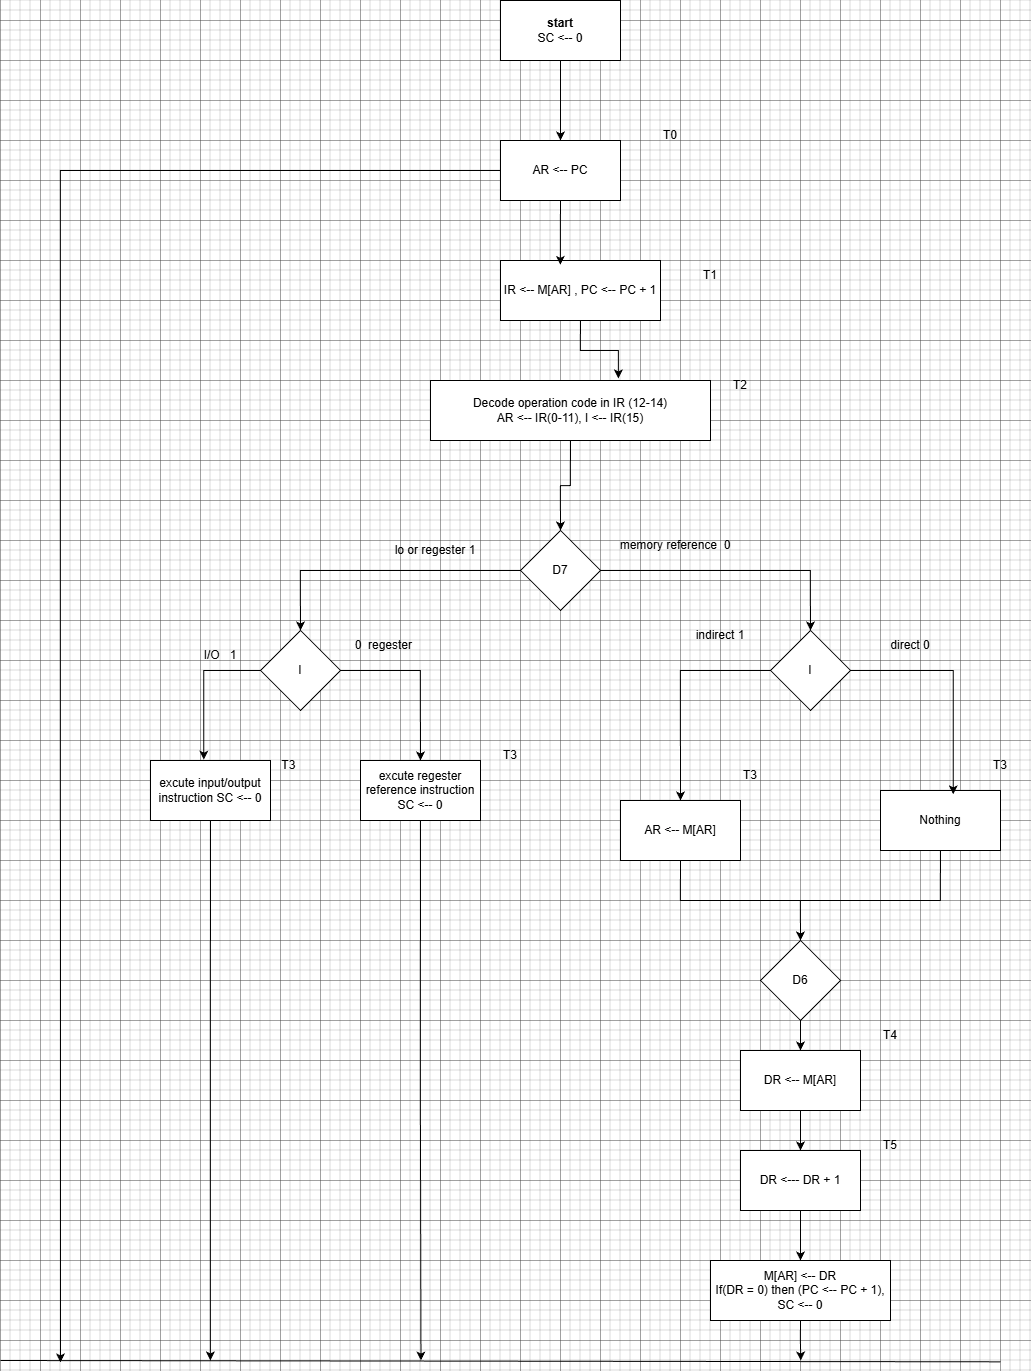 start
SC <-- 0
T0
AR <-- PC
T1
IR <-- M[AR] , PC <-- PC + 1
T2
Decode operation code in IR (12-14)
AR <-- IR(0-11), I <-- IR(15)
Io or regester 1
memory reference  0
D7
indirect 1
direct 0
I/O   1
0  regester
I
I
T3
T3
T3
T3
excute input/output
instruction SC <-- 0
excute regester
reference instruction
SC <-- 0
AR <-- M[AR]
Nothing
D6
T4
DR <-- M[AR]
T5
DR <--- DR + 1
M[AR] <-- DR
If(DR = 0) then (PC <-- PC + 1),
SC <-- 0